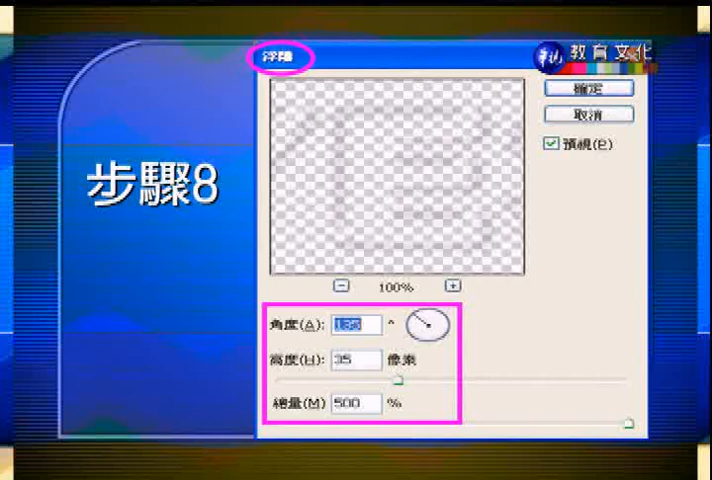 浮雕
教育文化
確定
取消
預視(P)
步驟8
100%
角度(A): 135 °
高度(H): 35 像素
總量(M) 500 %